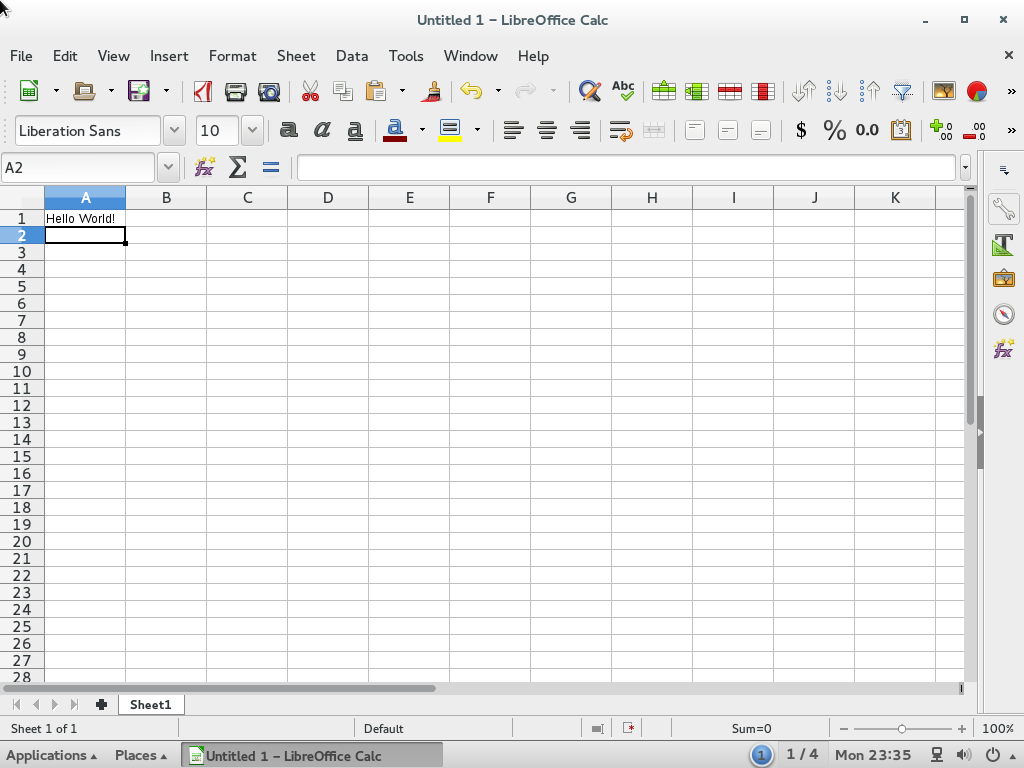 Untitled 1 – LibreOffice Calc
File Edit View Insert Format Sheet Data Tools Window Help
Abc
Liberation Sans 10 a a a a $ % 0.0
A2
A B C D E F G H I J K
1 Hello World!
2
3
4
5
6
7
8
9
10
11
12
13
14
15
16
17
18
19
20
21
22
23
24
25
26
27
28
Sheet1
Sheet 1 of 1 Default Sum=0 100%
Applications Places Untitled 1 – LibreOffice Calc 1 1 / 4 Mon 23:35